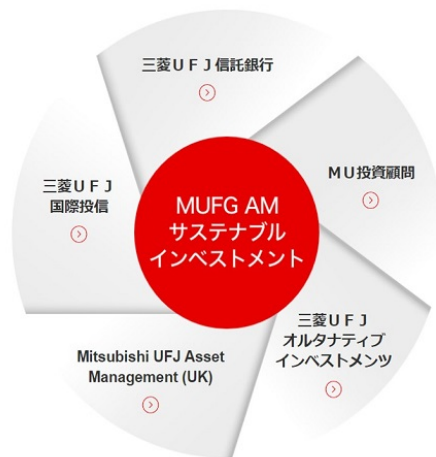 三菱ＵＦＪ信託銀行
ＭＵ投資顧問
三菱ＵＦＪ
オルタナティブ
インベストメンツ
Mitsubishi UFJ Asset
Management (UK)
三菱ＵＦＪ
国際投信
MUFG AM
サステナブル
インベストメント